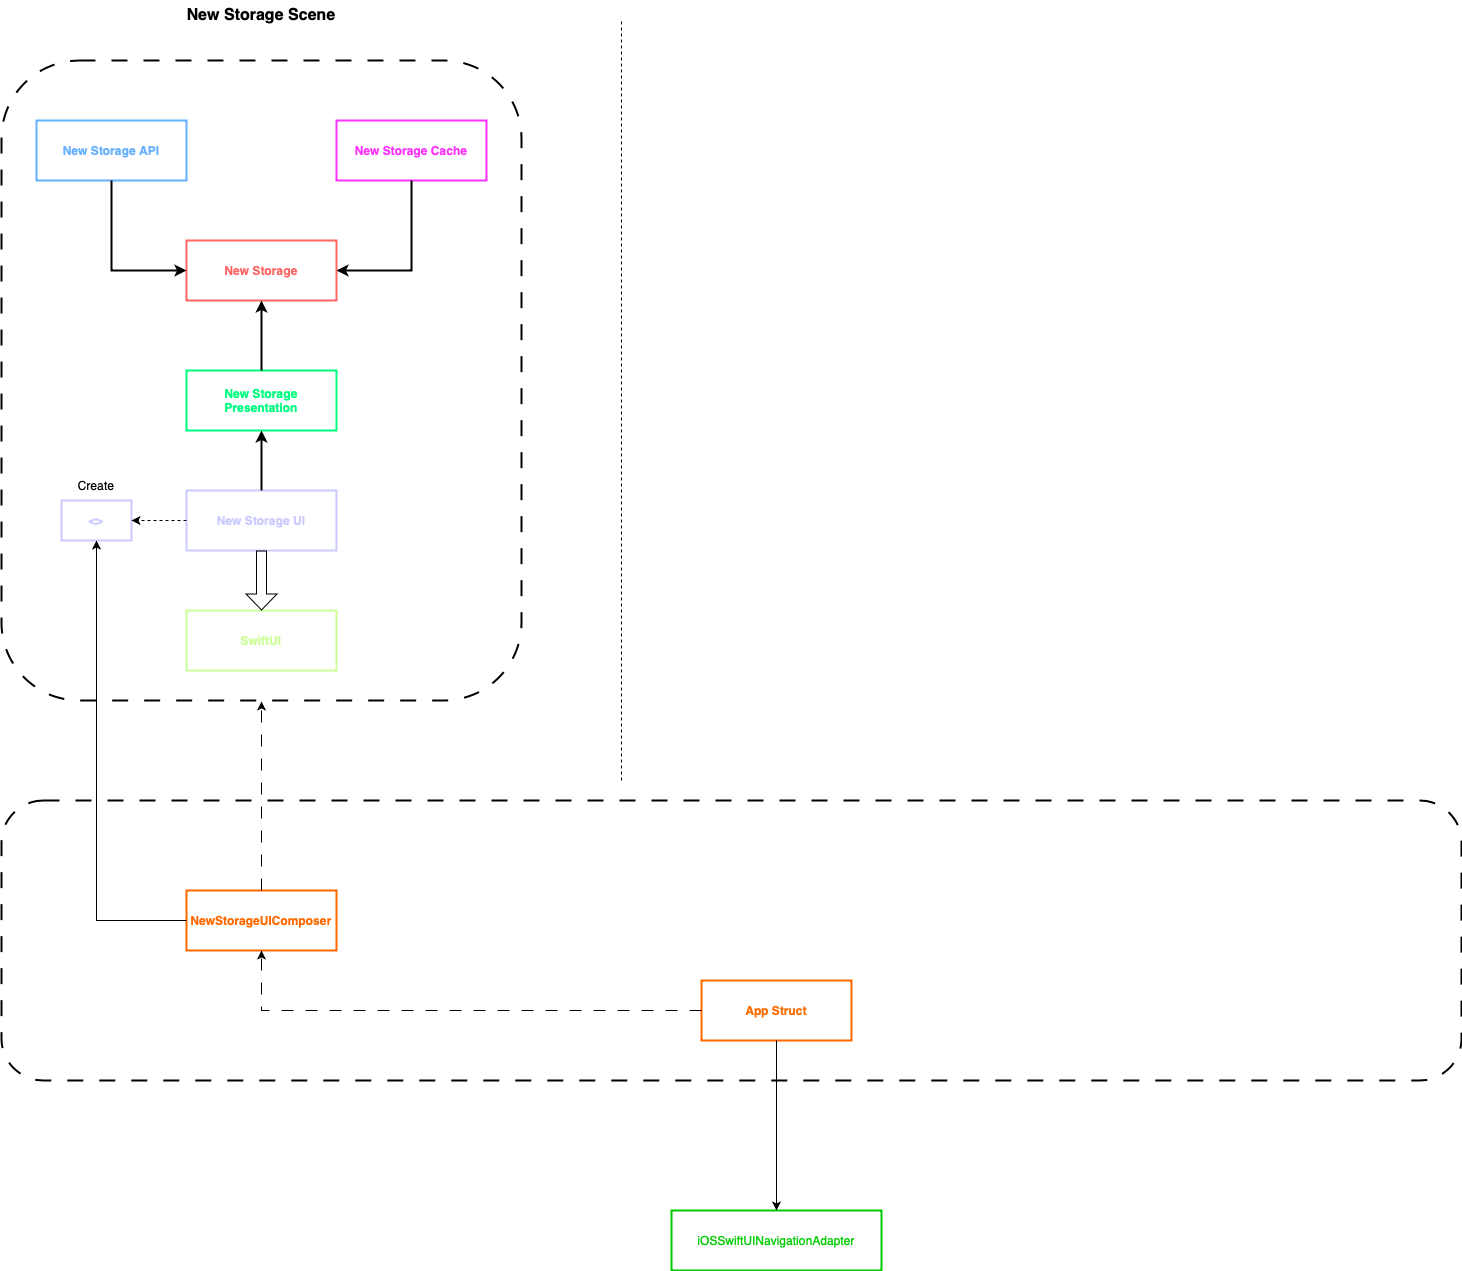 New Storage Scene
New Storage API
New Storage Cache
New Storage
New Storage
Presentation
Create
<>
New Storage UI
SwiftUI
NewStorageUIComposer
App Struct
iOSSwiftUINavigationAdapter